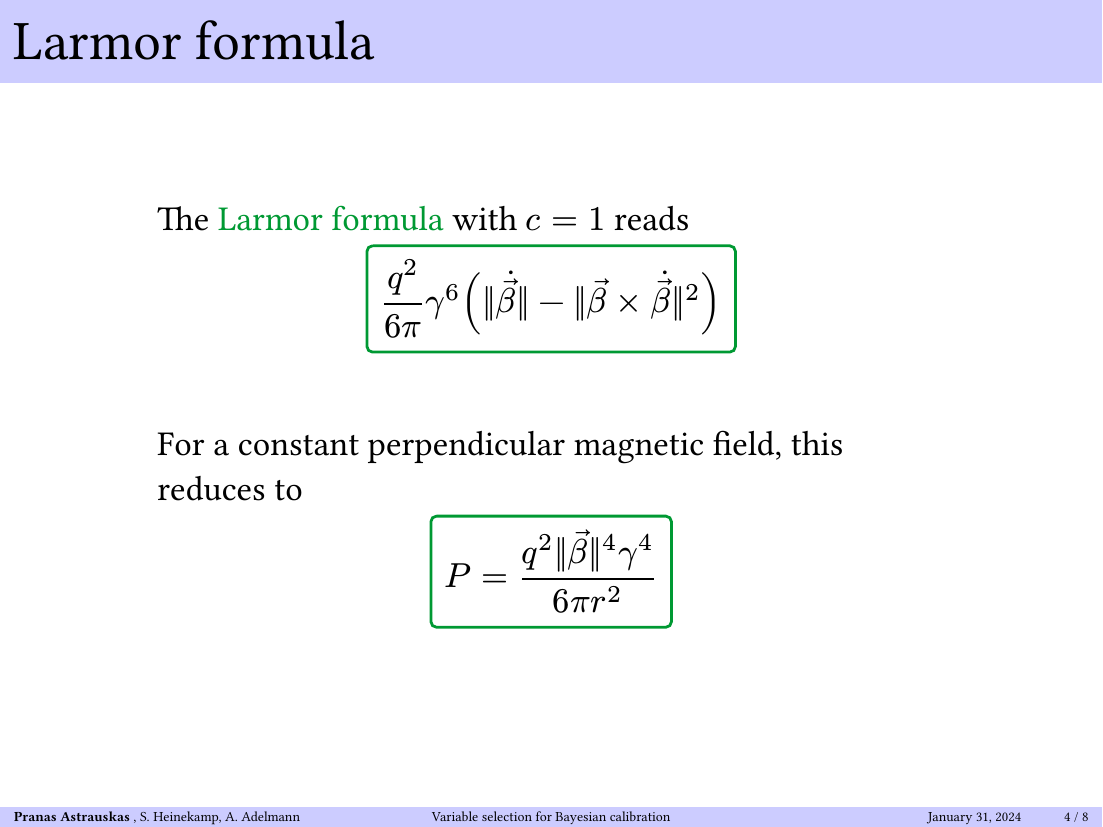 Larmor formula
The Larmor formula with c = 1 reads
\frac{q^2}{6\pi} \gamma^6 \left( \|\dot{\vec{\beta}}\| - \|\vec{\beta} \times \dot{\vec{\beta}}\|^2 \right)
For a constant perpendicular magnetic field, this
reduces to
P = \frac{q^2 \|\vec{\beta}\|^4 \gamma^4}{6\pi r^2}
Pranas Astrauskas , S. Heinekamp, A. Adelmann Variable selection for Bayesian calibration January 31, 2024 4 / 8